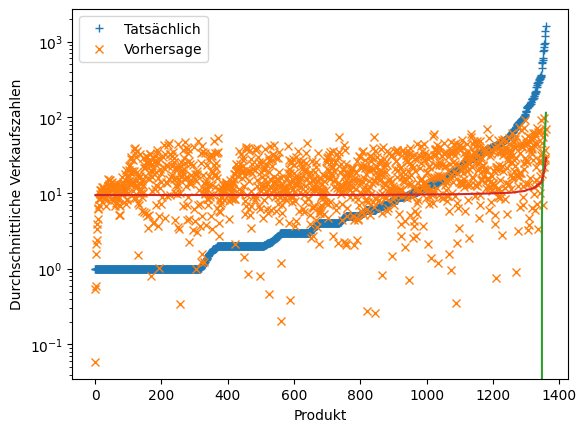 Tatsächlich
Vorhersage
Durchschnittliche Verkaufszahlen
10³
10²
10¹
10⁰
10⁻¹
0 200 400 600 800 1000 1200 1400
Produkt